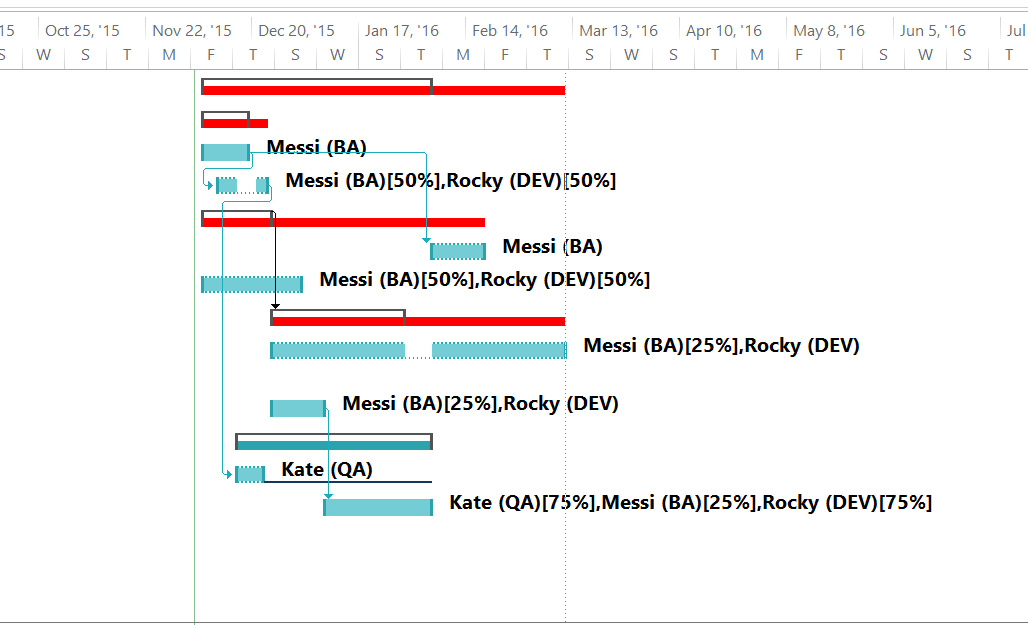 15 Oct 25, '15 Nov 22, '15 Dec 20, '15 Jan 17, '16 Feb 14, '16 Mar 13, '16 Apr 10, '16 May 8, '16 Jun 5, '16 Jul
S W S T M F T S W S T M F T S W S T M F T S W S T
Messi (BA)
Messi (BA)[50%],Rocky (DEV)[50%]
Messi (BA)
Messi (BA)[50%],Rocky (DEV)[50%]
Messi (BA)[25%],Rocky (DEV)
Messi (BA)[25%],Rocky (DEV)
Kate (QA)
Kate (QA)[75%],Messi (BA)[25%],Rocky (DEV)[75%]